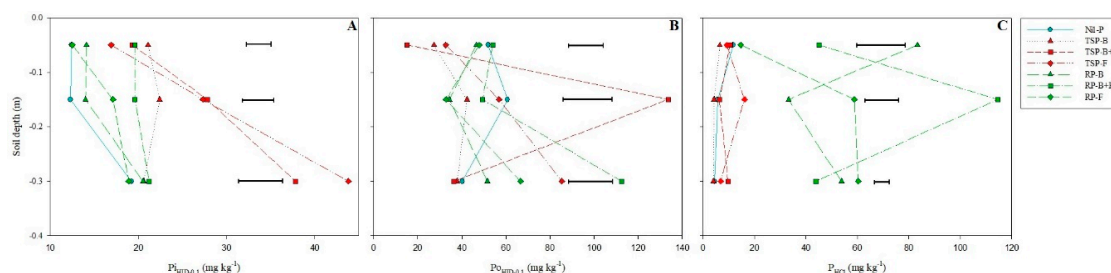 A
B
C
0.0
-0.1
-0.2
-0.3
-0.4
Soil depth (m)
10 20 30 40
0 20 40 60 80 100 120 140
0 20 40 60 80 100 120
(mg kg⁻¹)
(mg kg⁻¹)
P_HCl (mg kg⁻¹)
Nil-P
TSP-B
TSP-B+
TSP-F
RP-B
RP-B+
RP-F